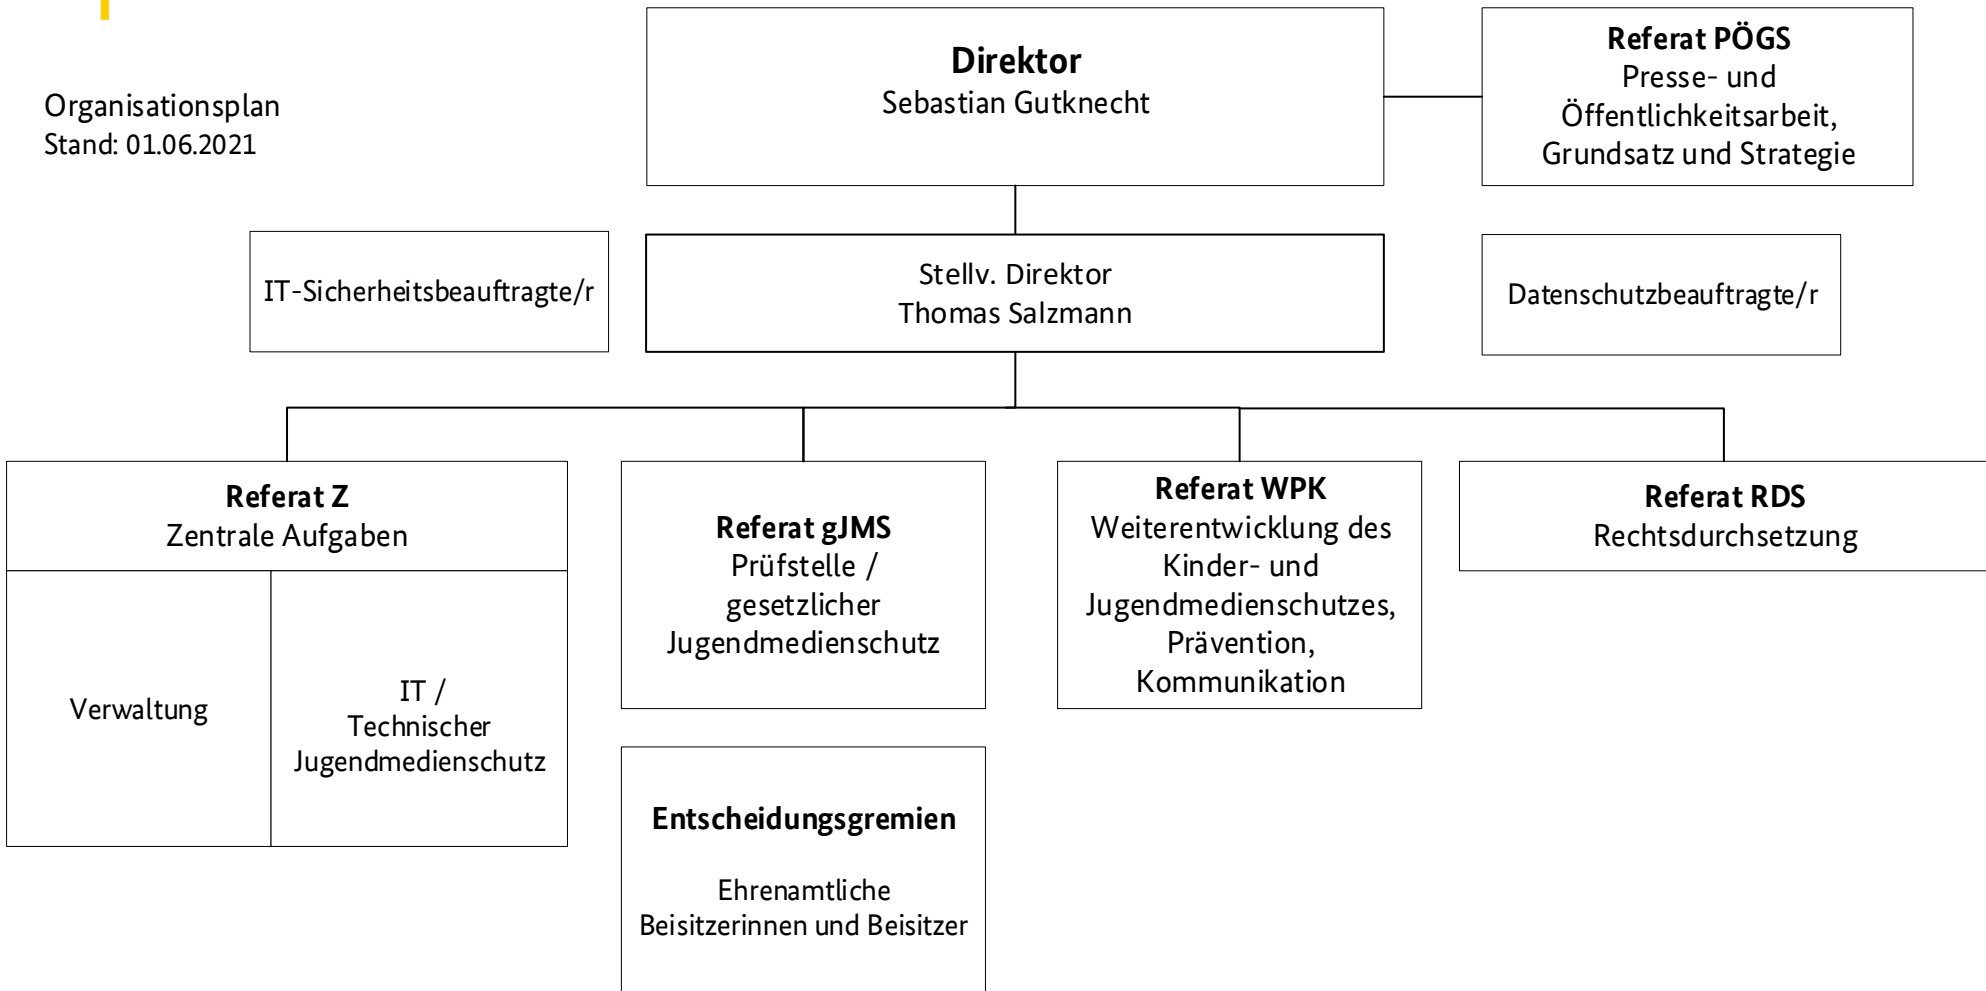 Organisationsplan
Stand: 01.06.2021
Direktor
Sebastian Gutknecht
Referat PÖGS
Presse- und
Öffentlichkeitsarbeit,
Grundsatz und Strategie
IT-Sicherheitsbeauftragte/r
Stellv. Direktor
Thomas Salzmann
Datenschutzbeauftragte/r
Referat Z
Zentrale Aufgaben
Verwaltung
IT /
Technischer
Jugendmedienschutz
Referat gJMS
Prüfstelle /
gesetzlicher
Jugendmedienschutz
Entscheidungsgremien
Ehrenamtliche
Beisitzerinnen und Beisitzer
Referat WPK
Weiterentwicklung des
Kinder- und
Jugendmedienschutzes,
Prävention,
Kommunikation
Referat RDS
Rechtsdurchsetzung